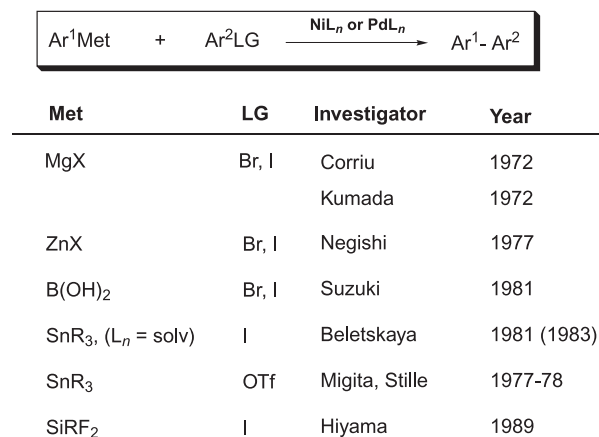 NiLₙ or PdLₙ
Ar¹Met + Ar²LG Ar¹- Ar²
Met LG Investigator Year
MgX Br, I Corriu 1972
Kumada 1972
ZnX Br, I Negishi 1977
B(OH)₂ Br, I Suzuki 1981
SnR₃, (Lₙ = solv) I Beletskaya 1981 (1983)
SnR₃ OTf Migita, Stille 1977-78
SiRF₂ I Hiyama 1989